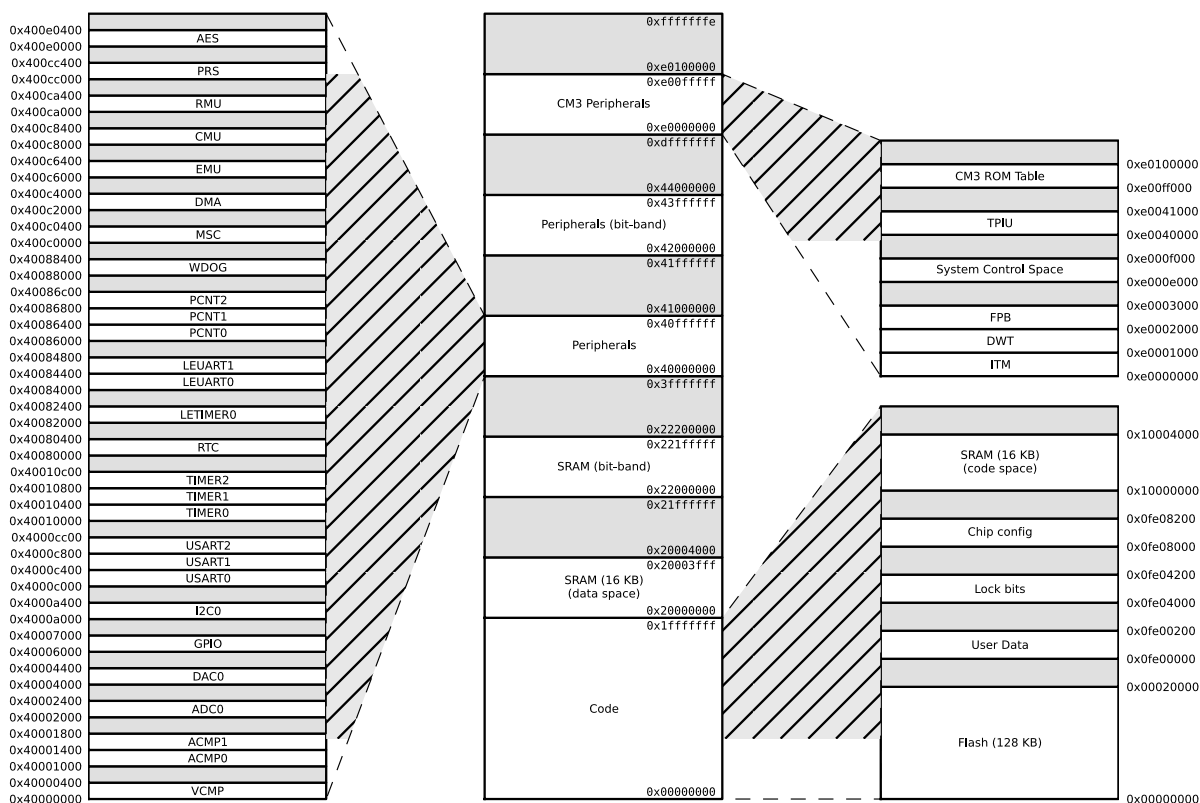 0x400e0400
AES
0x400e0000
0x400cc400
PRS
0x400cc000
0x400ca400
RMU
0x400ca000
0x400c8400
CMU
0x400c8000
0x400c6400
EMU
0x400c6000
0x400c4000
DMA
0x400c2000
0x400c0400
MSC
0x400c0000
0x40088400
WDOG
0x40088000
0x40086c00
PCNT2
0x40086800
PCNT1
0x40086400
PCNT0
0x40086000
0x40084800
LEUART1
0x40084400
LEUART0
0x40084000
0x40082400
LETIMER0
0x40082000
0x40080400
RTC
0x40080000
0x40010c00
TIMER2
0x40010800
TIMER1
0x40010400
TIMER0
0x40010000
0x4000cc00
USART2
0x4000c800
USART1
0x4000c400
USART0
0x4000c000
0x4000a400
I2C0
0x4000a000
0x40007000
GPIO
0x40006000
0x40004400
DAC0
0x40004000
0x40002400
ADC0
0x40002000
0x40001800
ACMP1
0x40001400
ACMP0
0x40001000
0x40000400
VCMP
0x40000000
0xfffffffe
0xe0100000
0xe00fffff
CM3 Peripherals
0xe0000000
0xdfffffff
0x44000000
0x43ffffff
Peripherals (bit-band)
0x42000000
0x41ffffff
0x41000000
0x40ffffff
Peripherals
0x40000000
0x3fffffff
0x22200000
0x221fffff
SRAM (bit-band)
0x22000000
0x21ffffff
0x20004000
0x20003fff
SRAM (16 KB)
(data space)
0x20000000
0x1fffffff
Code
0x00000000
0xe0100000
CM3 ROM Table
0xe00ff000
0xe0041000
TPIU
0xe0040000
0xe000f000
System Control Space
0xe000e000
0xe0003000
FPB
0xe0002000
DWT
0xe0001000
ITM
0xe0000000
0x10004000
SRAM (16 KB)
(code space)
0x10000000
0x0fe08200
Chip config
0x0fe08000
0x0fe04200
Lock bits
0x0fe04000
0x0fe00200
User Data
0x0fe00000
0x00020000
Flash (128 KB)
0x00000000